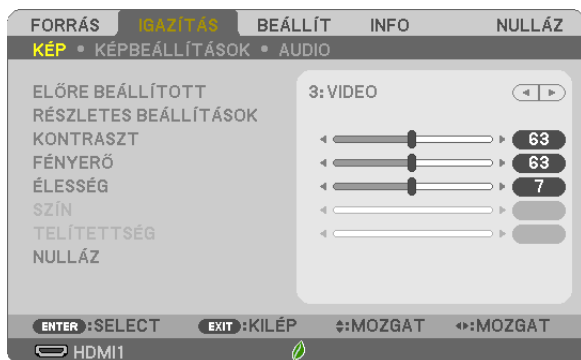 FORRÁS IGAZÍTÁS BEÁLLÍT INFO NULLÁZ
KÉP • KÉPBEÁLLÍTÁSOK • AUDIO
ELŐRE BEÁLLÍTOTT 3: VIDEO
RÉSZLETES BEÁLLÍTÁSOK
KONTRASZT 63
FÉNYERŐ 63
ÉLESSÉG 7
SZÍN
TELÍTETTSÉG
NULLÁZ
ENTER :SELECT EXIT :KILÉP :MOZGAT :MOZGAT
HDMI1